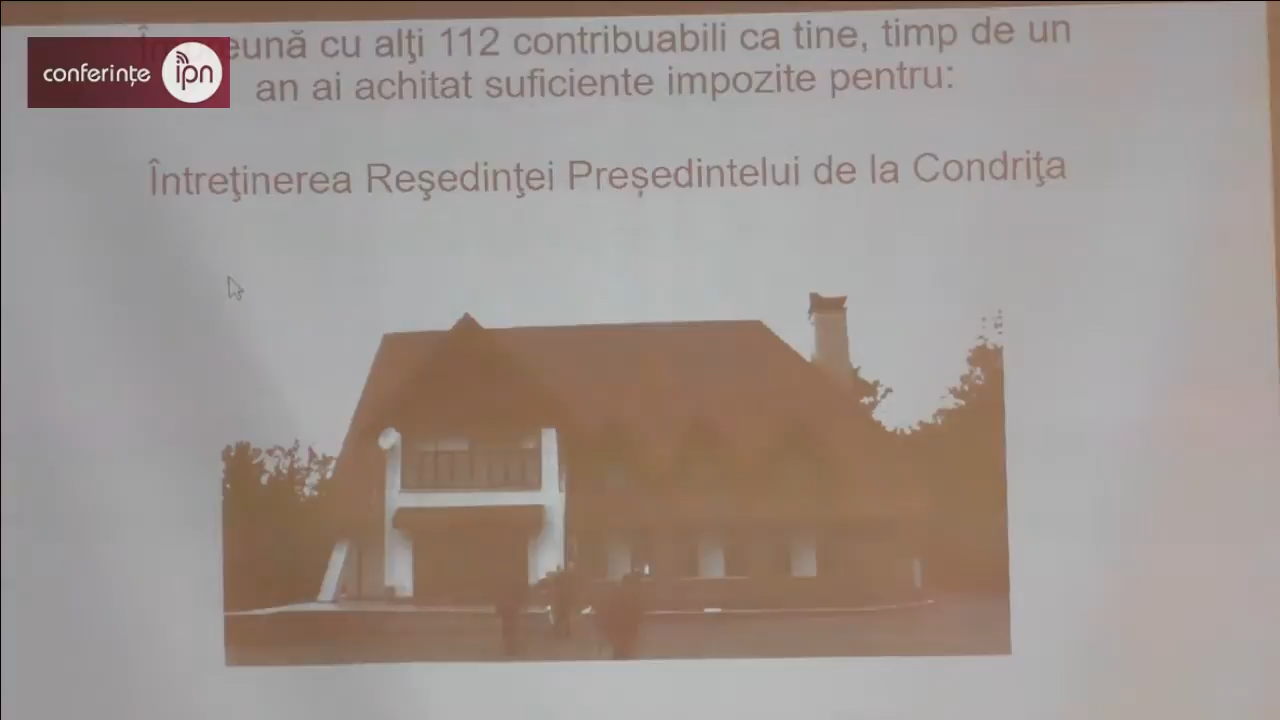 conferințe ipn
cu alţi 112 contribuabili ca tine, timp de un
an ai achitat suficiente impozite pentru:
Întreţinerea Reşedinţei Președintelui de la Condriţa